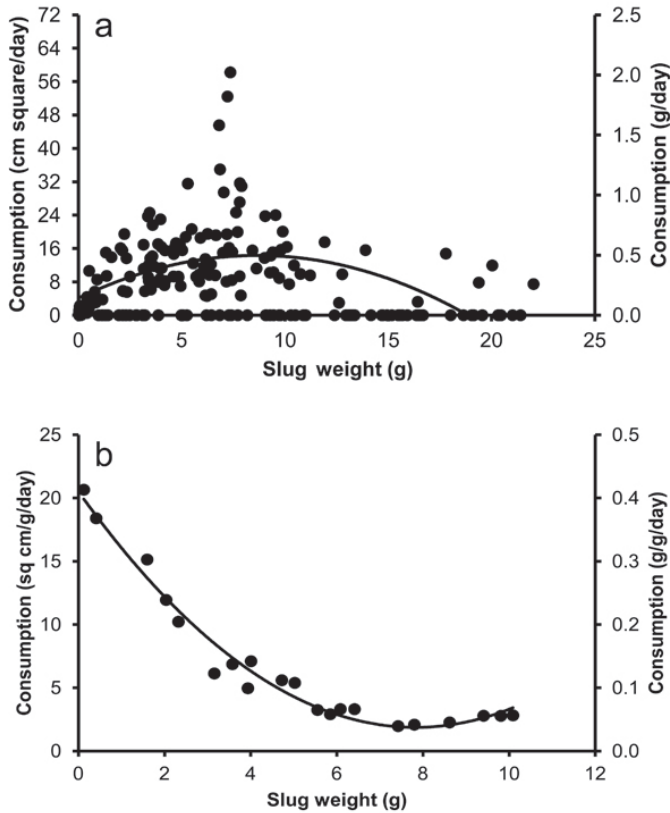 a
72
64
56
48
40
32
24
16
8
0
Consumption (cm square/day)
2.5
2.0
1.5
1.0
0.5
0.0
Consumption (g/day)
0 5 10 15 20 25
Slug weight (g)
b
25
20
15
10
5
0
Consumption (sq cm/g/day)
0.5
0.4
0.3
0.2
0.1
0.0
Consumption (g/g/day)
0 2 4 6 8 10 12
Slug weight (g)